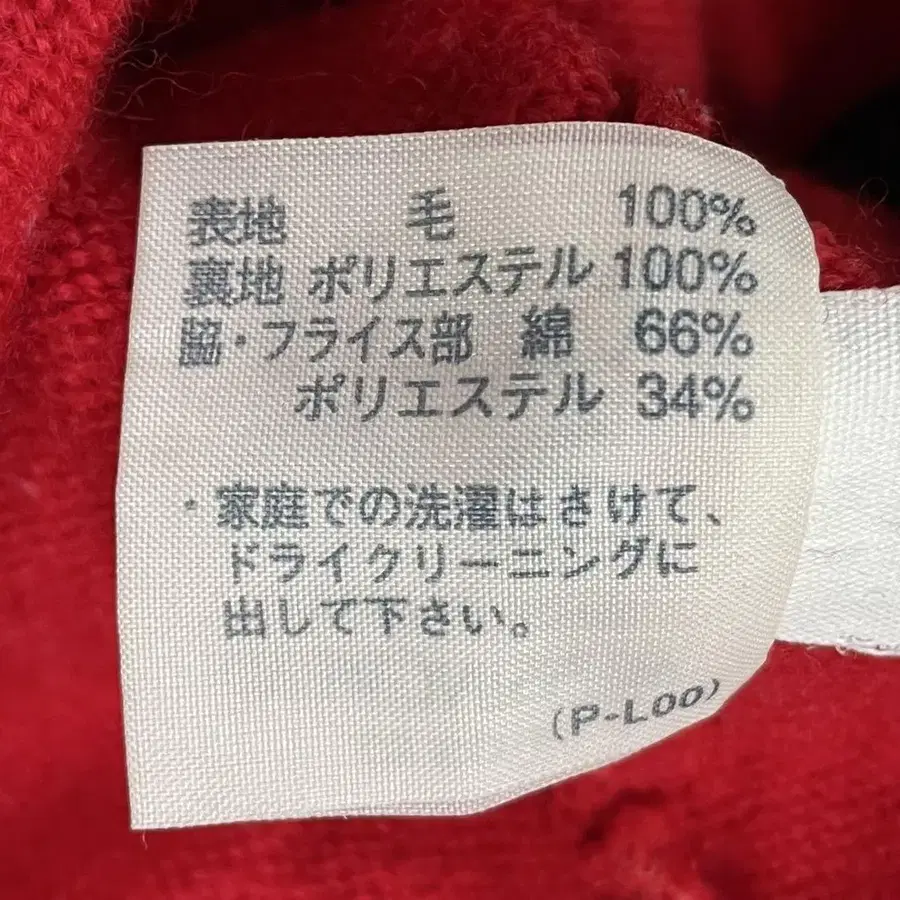 表地 毛 100%
裏地 ポリエステル 100%
脇・フライス部 綿 66%
ポリエステル 34%
・家庭での洗濯はさけて、
ドライクリーニングに
出して下さい。
(P-L00)